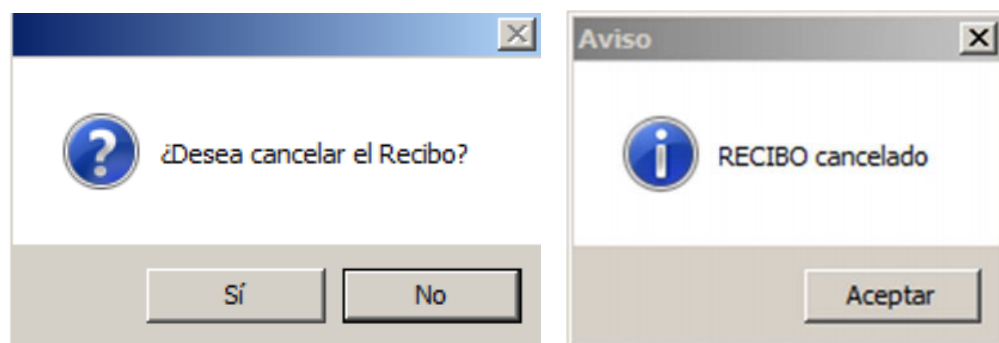 ¿Desea cancelar el Recibo?
Sí
No
Aviso
RECIBO cancelado
Aceptar